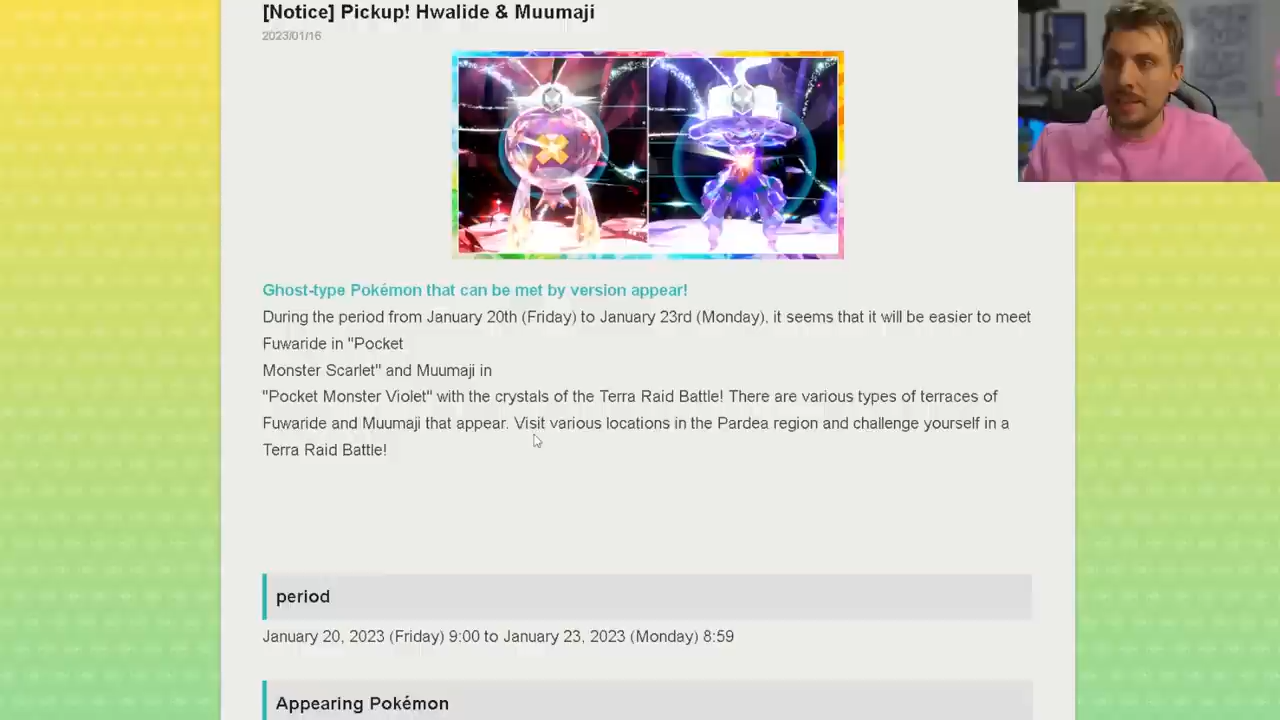 [Notice] Pickup! Hwalide & Muumaji
2023/01/16
Ghost-type Pokémon that can be met by version appear!
During the period from January 20th (Friday) to January 23rd (Monday), it seems that it will be easier to meet
Fuwaride in "Pocket
Monster Scarlet" and Muumaji in
"Pocket Monster Violet" with the crystals of the Terra Raid Battle! There are various types of terraces of
Fuwaride and Muumaji that appear. Visit various locations in the Pardea region and challenge yourself in a
Terra Raid Battle!
period
January 20, 2023 (Friday) 9:00 to January 23, 2023 (Monday) 8:59
Appearing Pokémon